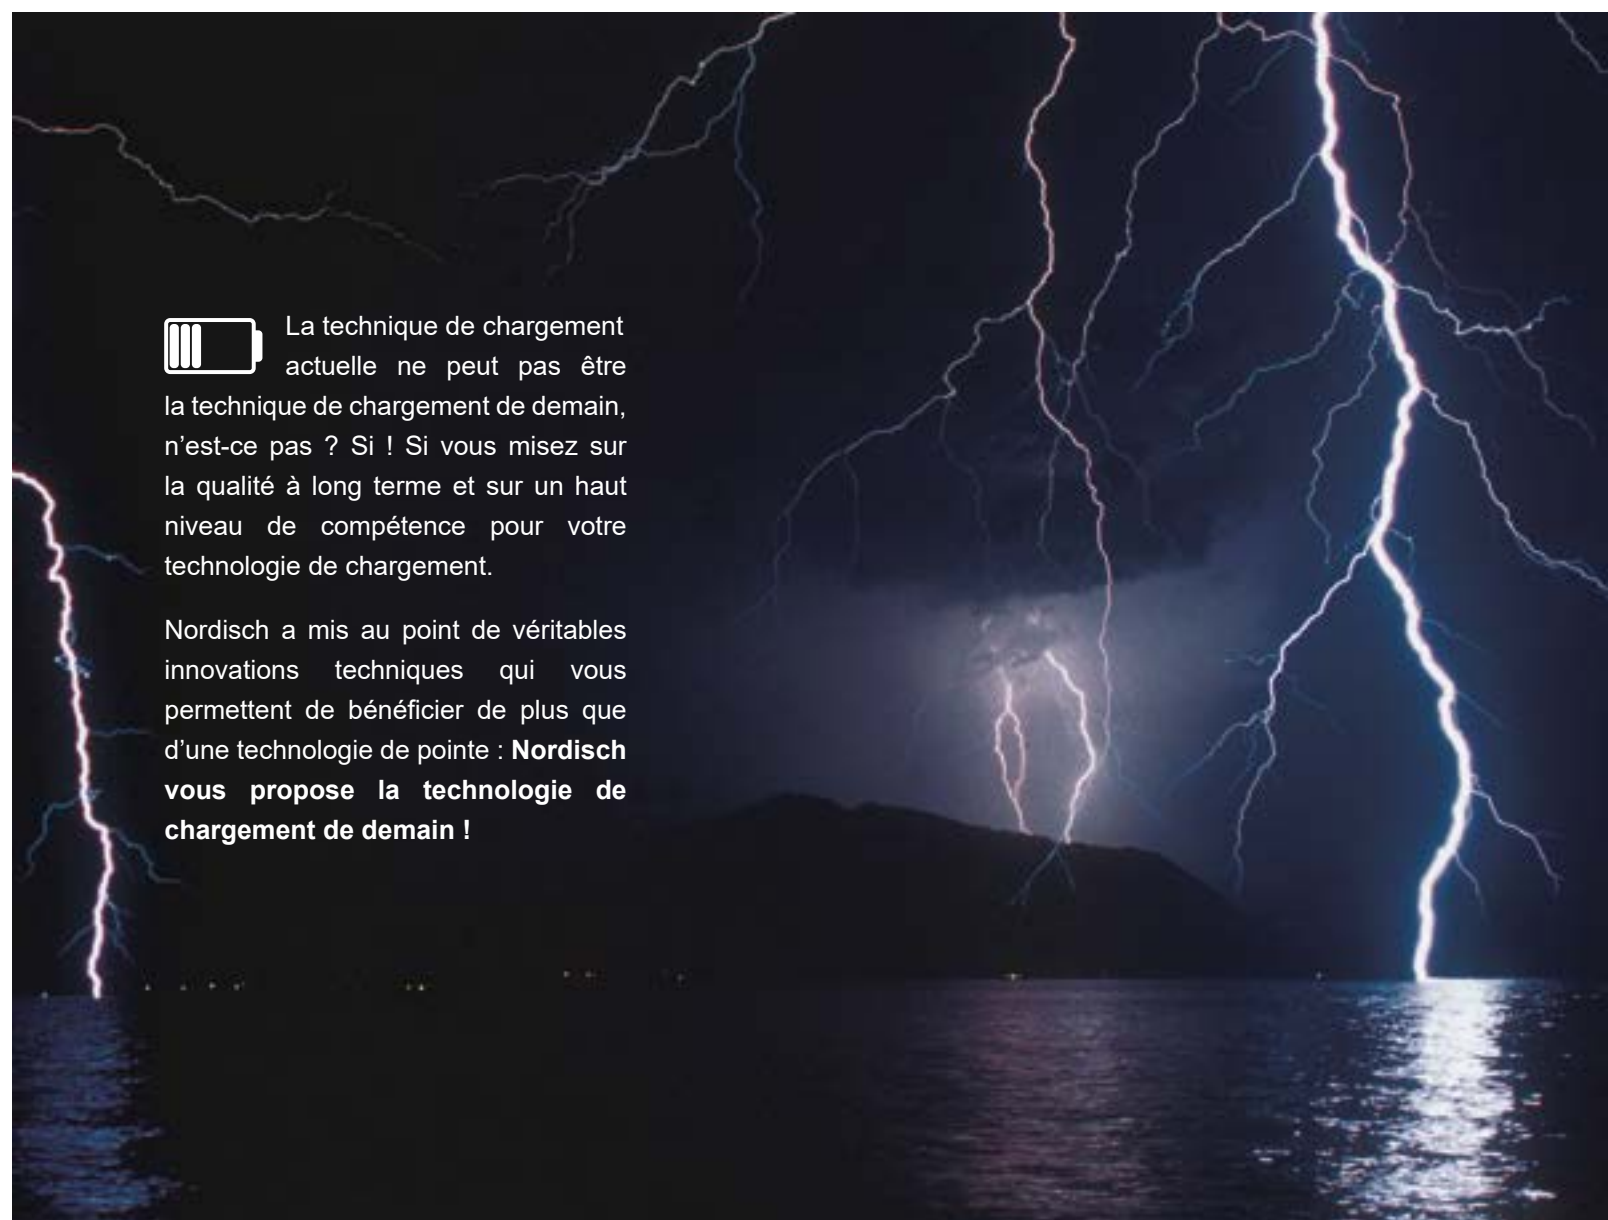 La technique de chargement
actuelle ne peut pas être
la technique de chargement de demain,
n’est-ce pas ? Si ! Si vous misez sur
la qualité à long terme et sur un haut
niveau de compétence pour votre
technologie de chargement.
Nordisch a mis au point de véritables
innovations techniques qui vous
permettent de bénéficier de plus que
d’une technologie de pointe : Nordisch
vous propose la technologie de
chargement de demain !